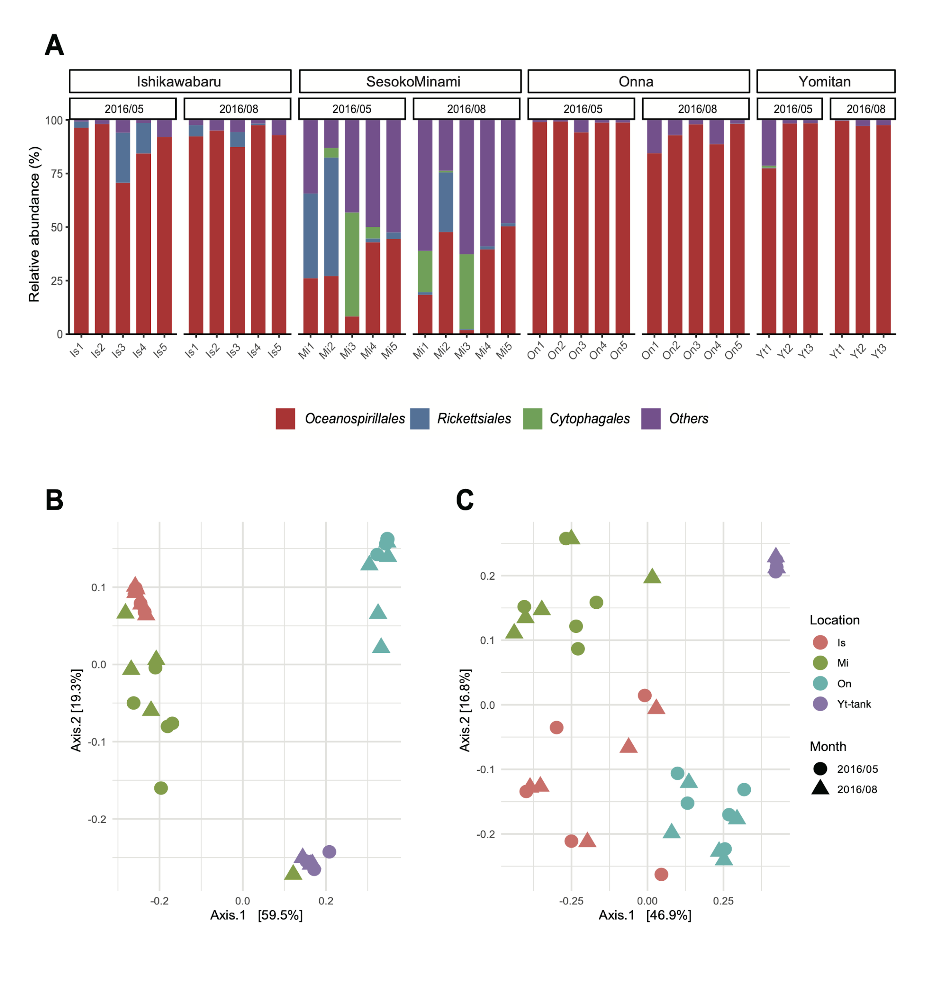 A
Ishikawabaru SesokoMinami Onna Yomitan
2016/05 2016/08 2016/05 2016/08 2016/05 2016/08 2016/05 2016/08
Relative abundance (%)
100
75
50
25
0
Is1 Is2 Is3 Is4 Is5 Is1 Is2 Is3 Is4 Is5 Mi1 Mi2 Mi3 Mi4 Mi5 Mi1 Mi2 Mi3 Mi4 Mi5 On1 On2 On3 On4 On5 On1 On2 On3 On4 On5 Yt1 Yt2 Yt3 Yt1 Yt2 Yt3
Oceanospirillales Rickettsiales Cytophagales Others
B
Axis.2 [19.3%]
0.1
0.0
-0.1
-0.2
-0.2 0.0 0.2
Axis.1 [59.5%]
C
Axis.2 [16.8%]
0.2
0.1
0.0
-0.1
-0.2
-0.25 0.00 0.25
Axis.1 [46.9%]
Location
Is
Mi
On
Yt-tank
Month
2016/05
2016/08